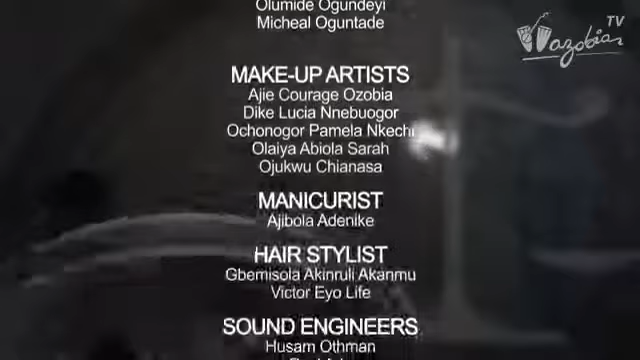 Olumide Ogundeyi
Micheal Oguntade
Wazobia TV
MAKE-UP ARTISTS
Ajie Courage Ozobia
Dike Lucia Nnebuogor
Ochonogor Pamela Nkechi
Olaiya Abiola Sarah
Ojukwu Chianasa
MANICURIST
Ajibola Adenike
HAIR STYLIST
Gbemisola Akinruli Akanmu
Victor Eyo Life
SOUND ENGINEERS
Husam Othman